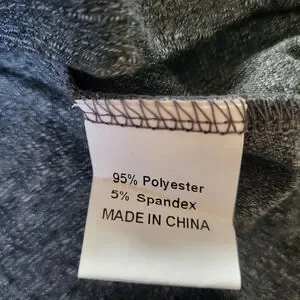 95% Polyester
5% Spandex
MADE IN CHINA